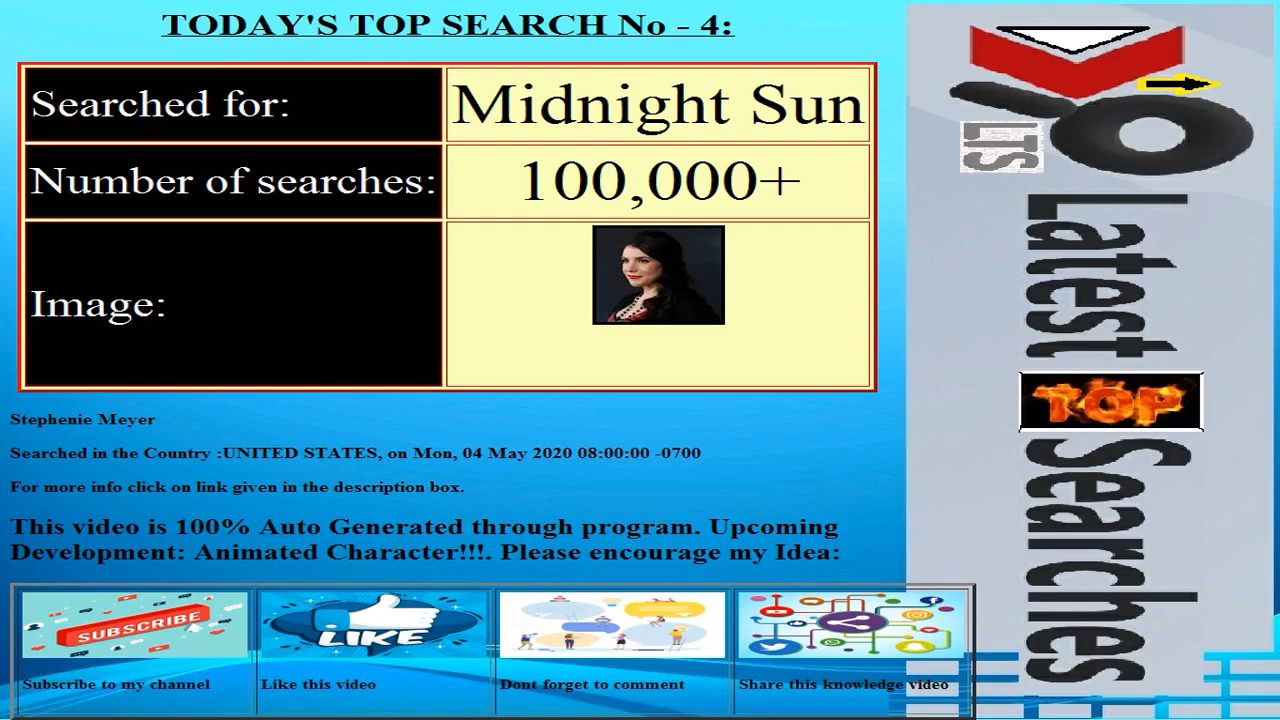 TODAY'S TOP SEARCH No - 4:
Searched for:
Midnight Sun
Number of searches:
100,000+
Image:
Stephenie Meyer
Searched in the Country :UNITED STATES, on Mon, 04 May 2020 08:00:00 -0700
For more info click on link given in the description box.
This video is 100% Auto Generated through program. Upcoming
Development: Animated Character!!!. Please encourage my Idea:
SUBSCRIBE
LIKE
Subscribe to my channel
Like this video
Dont forget to comment
Share this knowledge video
LTS
Latest
TOP
Searches